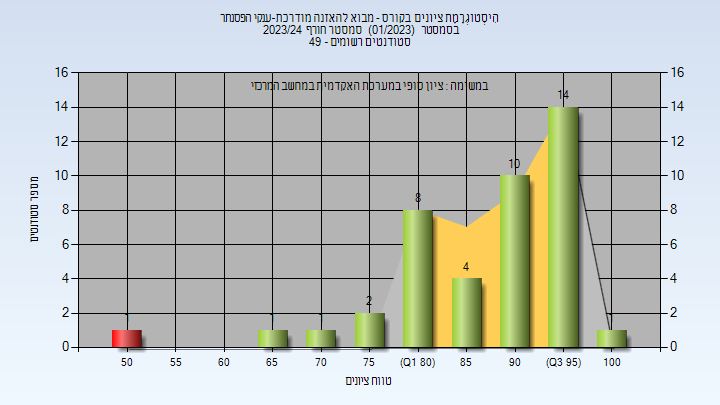 היסטוגרמת ציונים בקורס - מבוא להאזנה מודרכת-ענקי הפסנתר
בסמסטר (01/2023) סמסטר חורף 2023/24
סטודנטים רשומים - 49
במשימה : ציון סופי במערכת האקדמית במחשב המרכזי
16 16
14 14
12 12
10 10
8 8
6 6
4 4
2 2
0 0
1 1 1 2 8 4 10 14 1
מספר סטודנטים
50 55 60 65 70 75 (Q1 80) 85 90 (Q3 95) 100
טווח ציונים